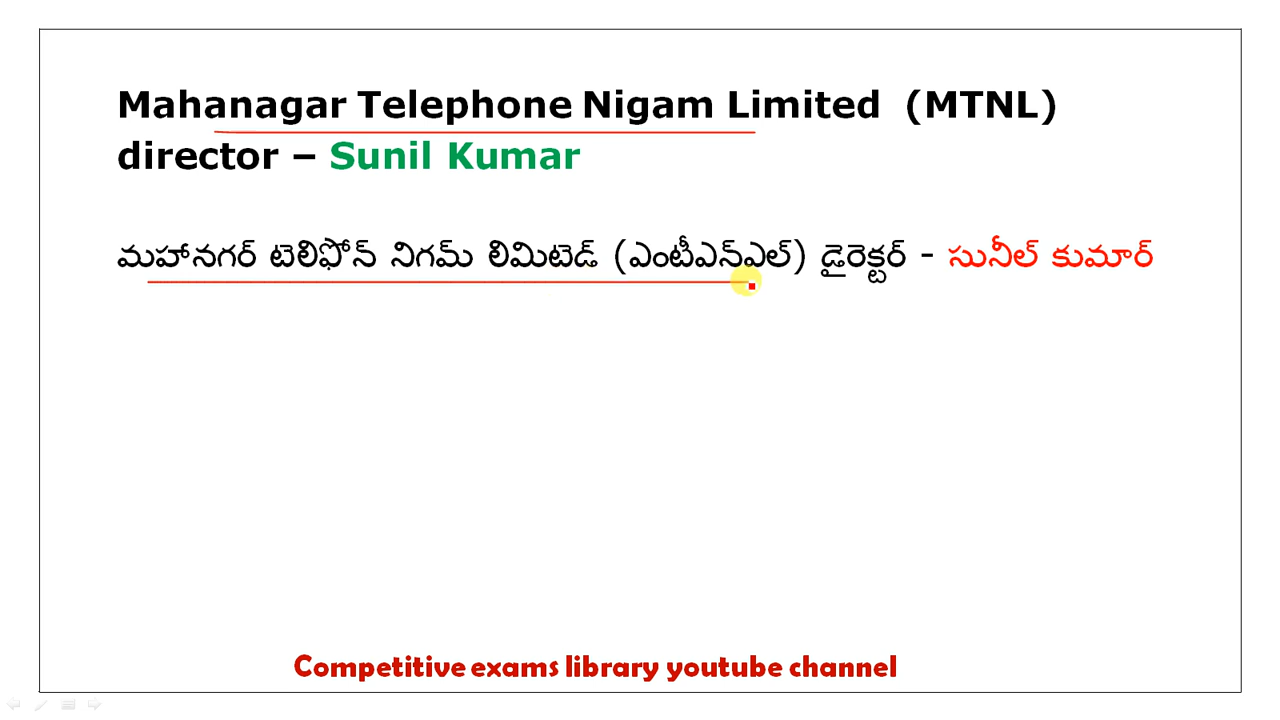 Mahanagar Telephone Nigam Limited (MTNL)
director – Sunil Kumar
మహానగర్ టెలిఫోన్ నిగమ్ లిమిటెడ్ (ఎంటీఎన్ఎల్) డైరెక్టర్ - సునీల్ కుమార్
Competitive exams library youtube channel